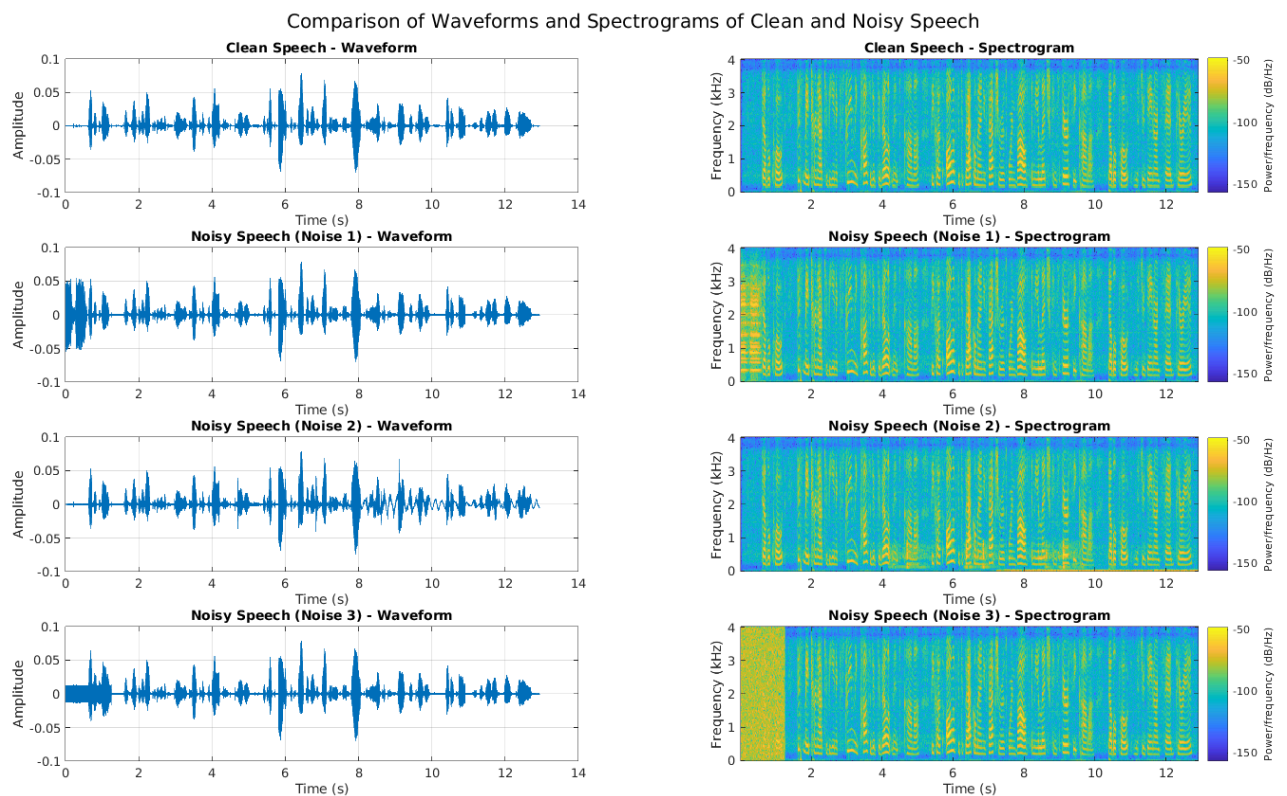 Comparison of Waveforms and Spectrograms of Clean and Noisy Speech
Clean Speech - Waveform
Amplitude
0.1
0.05
0
-0.05
-0.1
0 2 4 6 8 10 12 14
Time (s)
Clean Speech - Spectrogram
Frequency (kHz)
4
3
2
1
0
2 4 6 8 10 12
Time (s)
-50
-100
-150
Power/frequency (dB/Hz)
Noisy Speech (Noise 1) - Waveform
Amplitude
0.1
0.05
0
-0.05
-0.1
0 2 4 6 8 10 12 14
Time (s)
Noisy Speech (Noise 1) - Spectrogram
Frequency (kHz)
4
3
2
1
0
2 4 6 8 10 12
Time (s)
-50
-100
-150
Power/frequency (dB/Hz)
Noisy Speech (Noise 2) - Waveform
Amplitude
0.1
0.05
0
-0.05
-0.1
0 2 4 6 8 10 12 14
Time (s)
Noisy Speech (Noise 2) - Spectrogram
Frequency (kHz)
4
3
2
1
0
2 4 6 8 10 12
Time (s)
-50
-100
-150
Power/frequency (dB/Hz)
Noisy Speech (Noise 3) - Waveform
Amplitude
0.1
0.05
0
-0.05
-0.1
0 2 4 6 8 10 12 14
Time (s)
Noisy Speech (Noise 3) - Spectrogram
Frequency (kHz)
4
3
2
1
0
2 4 6 8 10 12
Time (s)
-50
-100
-150
Power/frequency (dB/Hz)